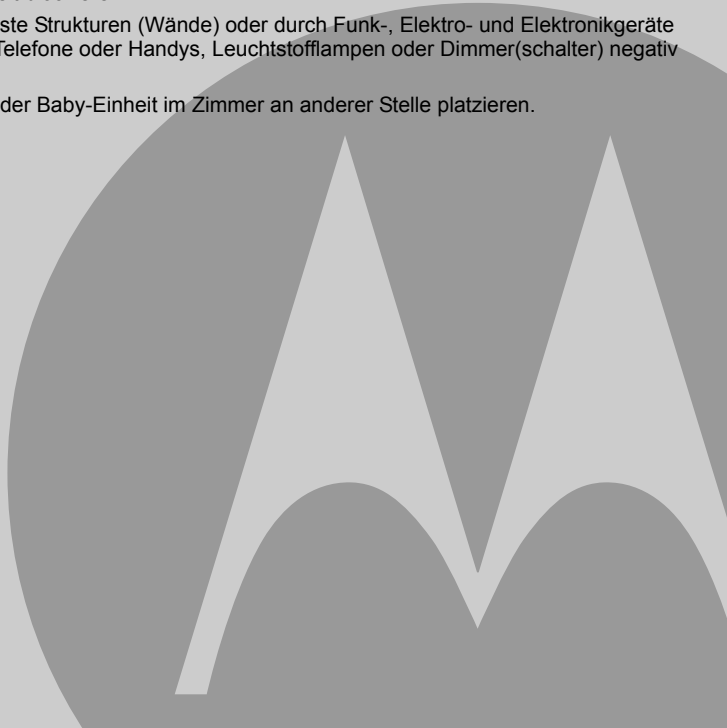 ste Strukturen (Wände) oder durch Funk-, Elektro- und Elektronikgeräte
Telefone oder Handys, Leuchtstofflampen oder Dimmer(schalter) negativ
der Baby-Einheit im Zimmer an anderer Stelle platzieren.